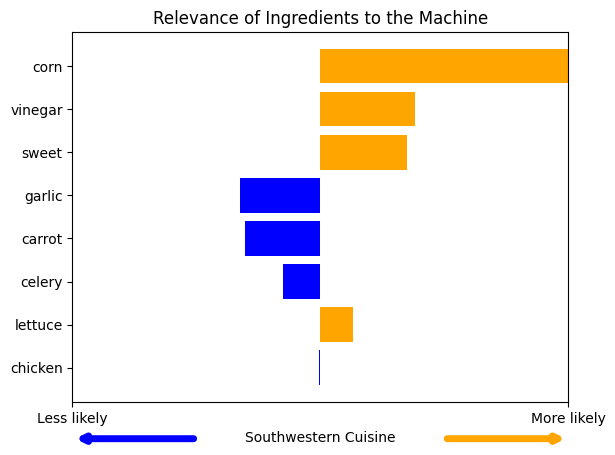 Relevance of Ingredients to the Machine
corn
vinegar
sweet
garlic
carrot
celery
lettuce
chicken
Less likely
More likely
Southwestern Cuisine